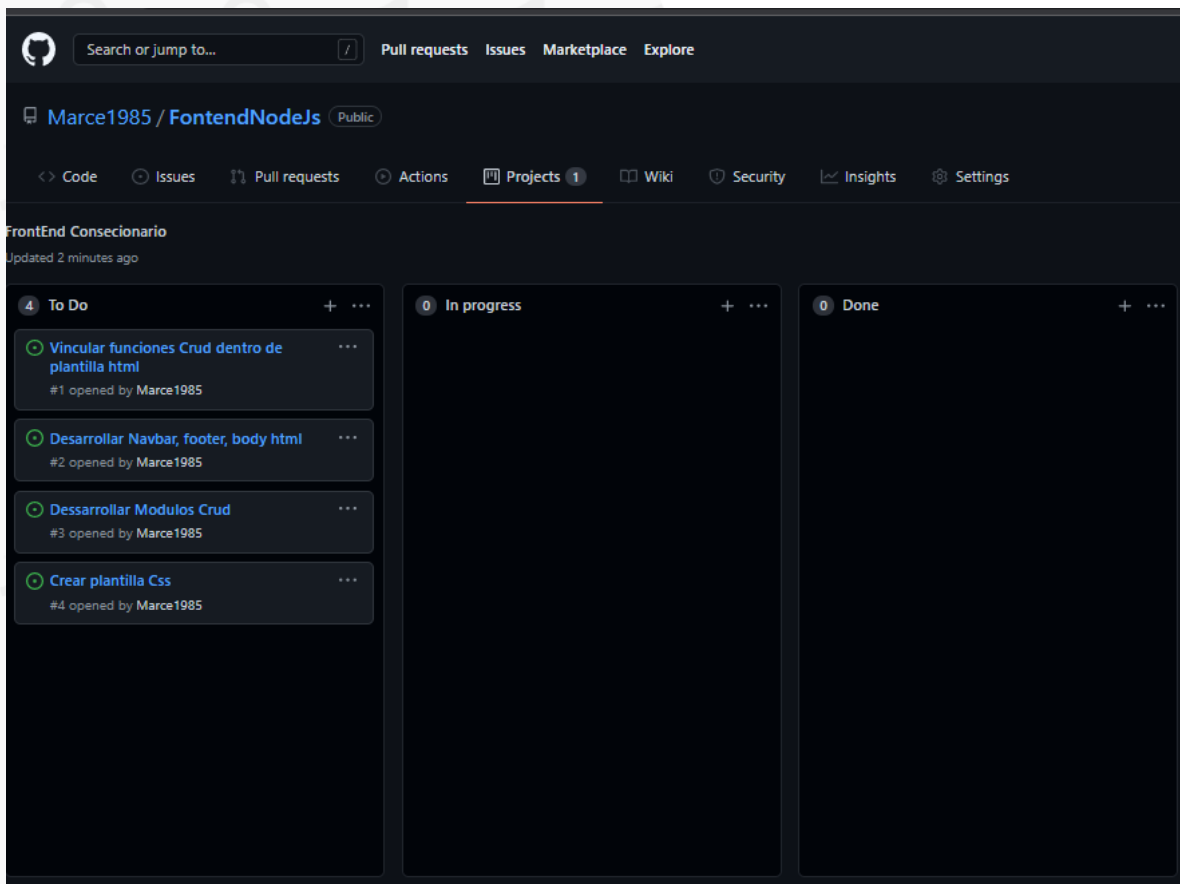 Search or jump to... /
Pull requests Issues Marketplace Explore
Marce1985 / FontendNodeJs Public
Code Issues Pull requests Actions Projects 1 Wiki Security Insights Settings
FrontEnd Consecionario
Updated 2 minutes ago
4 To Do
Vincular funciones Crud dentro de
plantilla html
#1 opened by Marce1985
Desarrollar Navbar, footer, body html
#2 opened by Marce1985
Dessarrollar Modulos Crud
#3 opened by Marce1985
Crear plantilla Css
#4 opened by Marce1985
0 In progress
0 Done